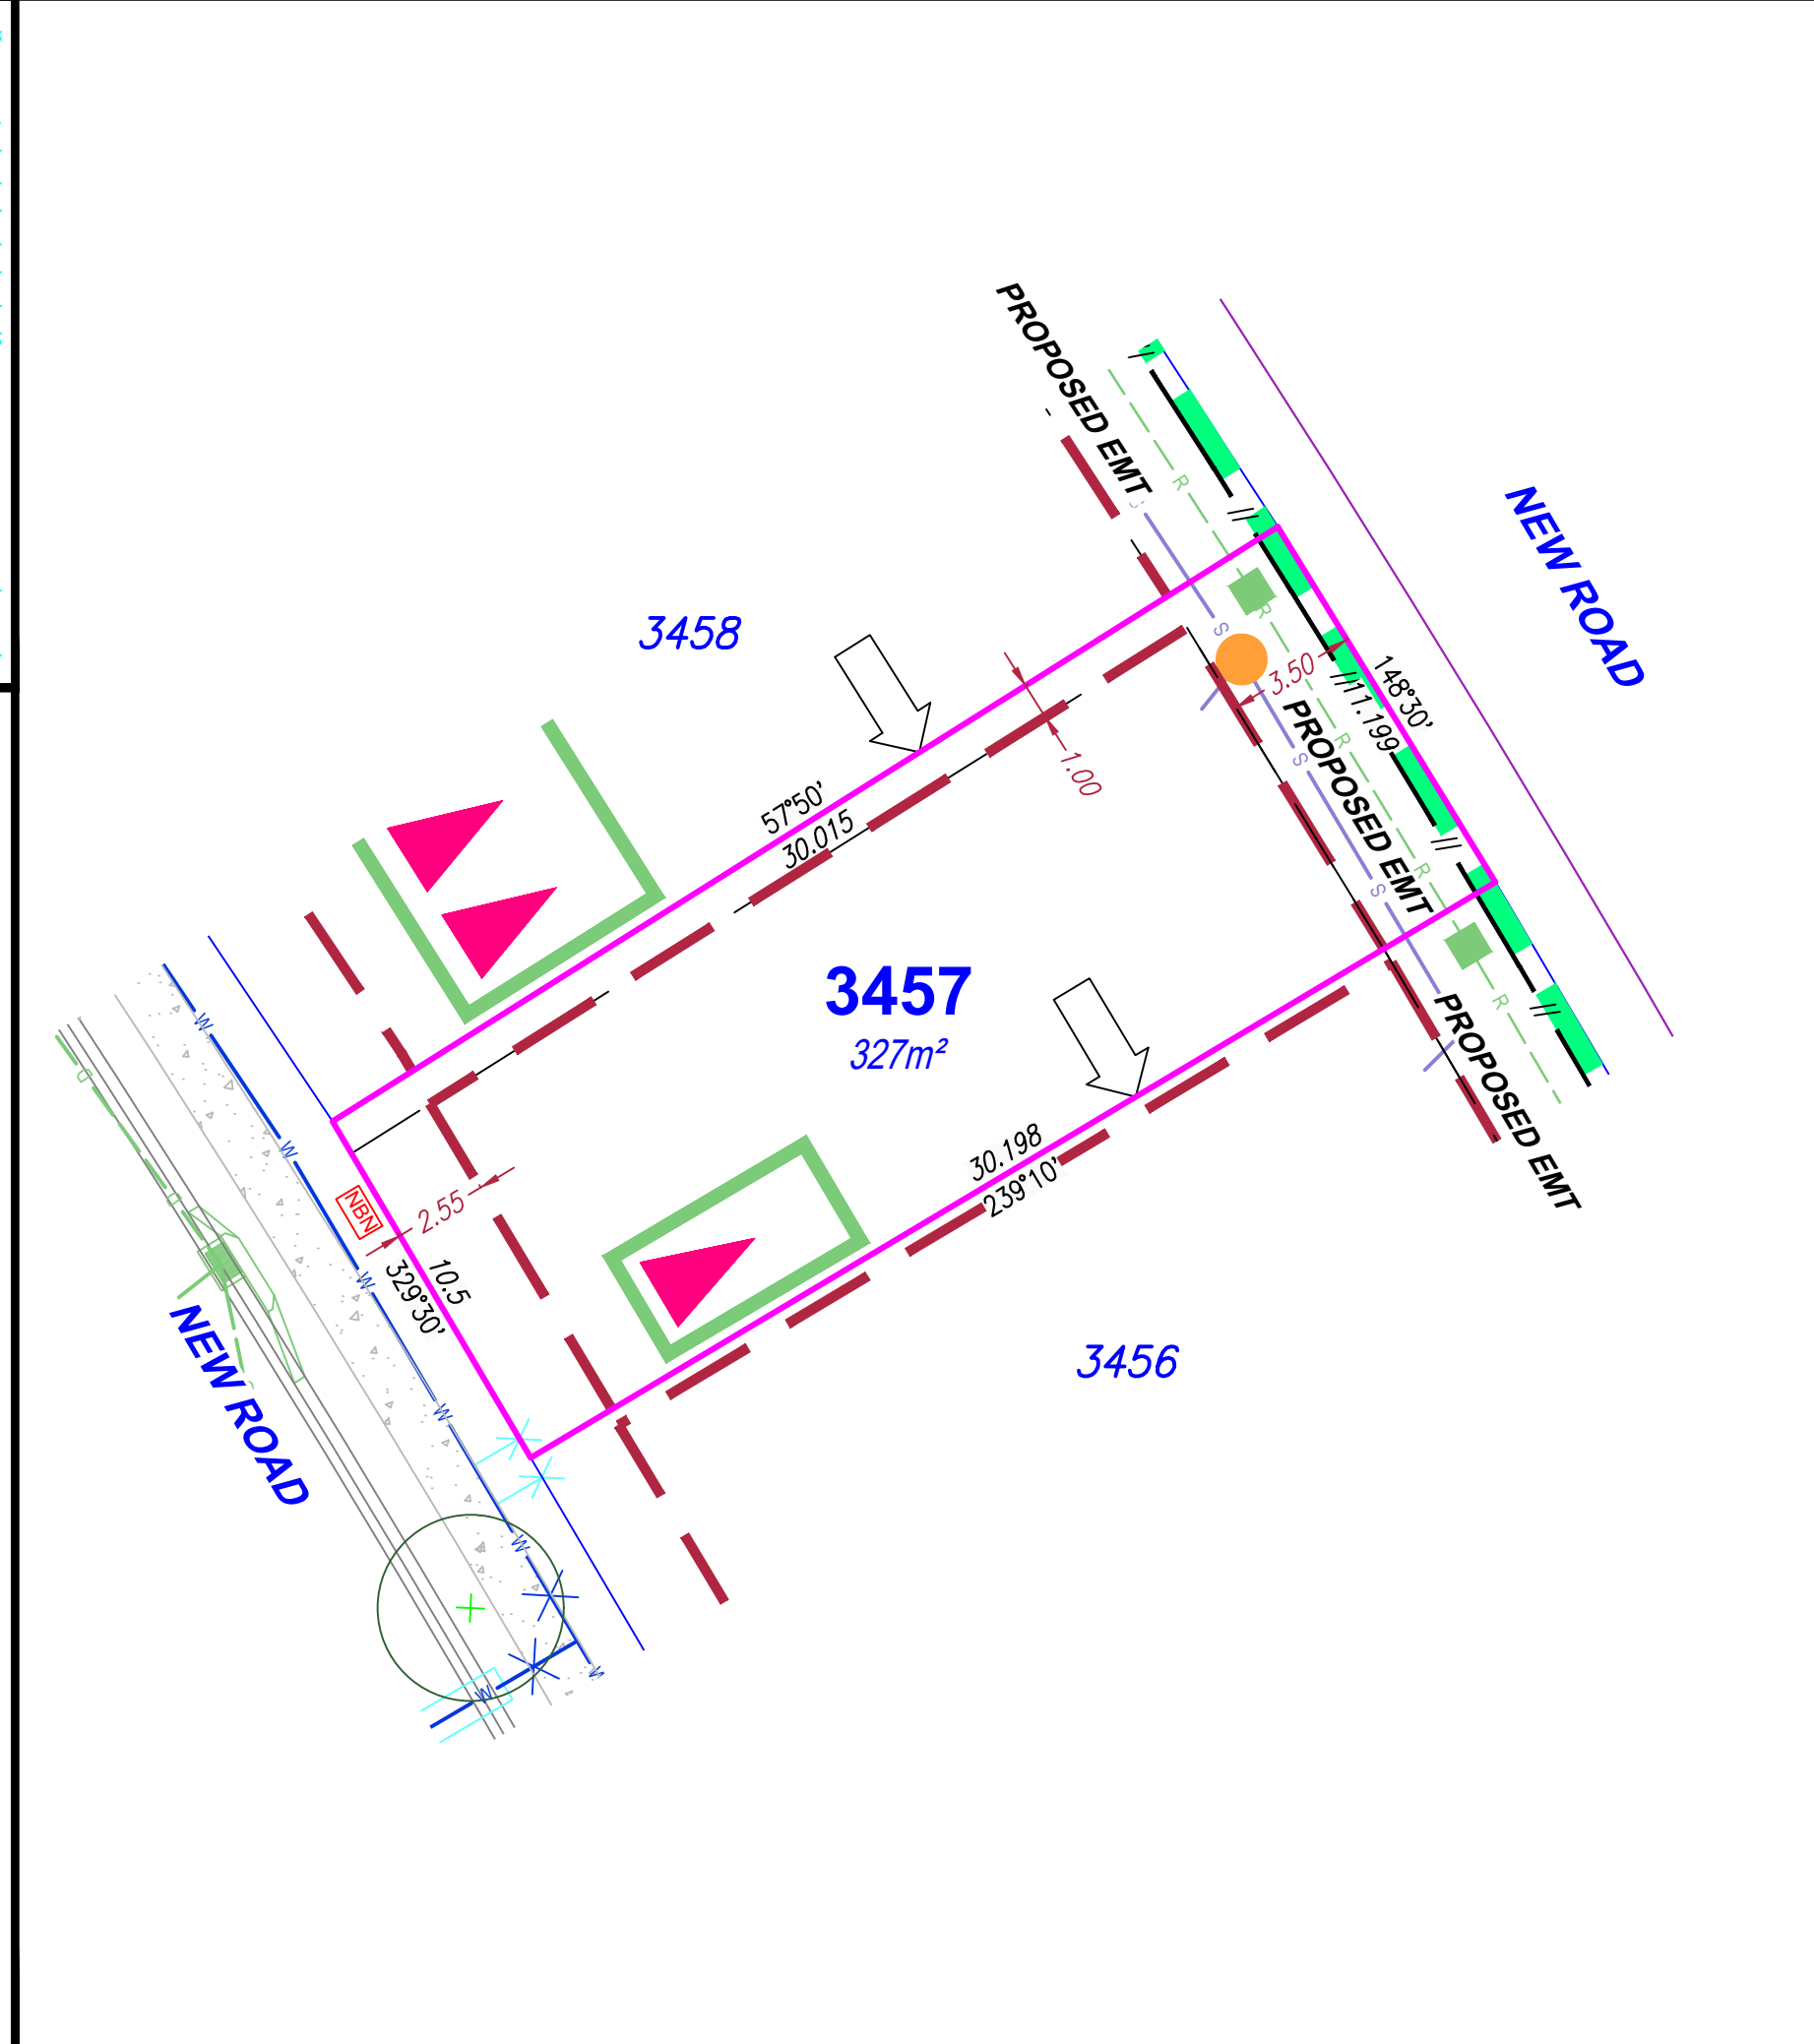 PROPOSED EMT
R
NEW ROAD
3458
S
R
3.50
148°30'
11.199
1.00
57°50'
30.015
PROPOSED EMT
R
S
R
S
3457
327m²
W
PROPOSED EMT
R
D
W
30.198
239°10'
D
NBN
2.55
W
10.5
329°30'
3456
NEW ROAD
W
W
W
W